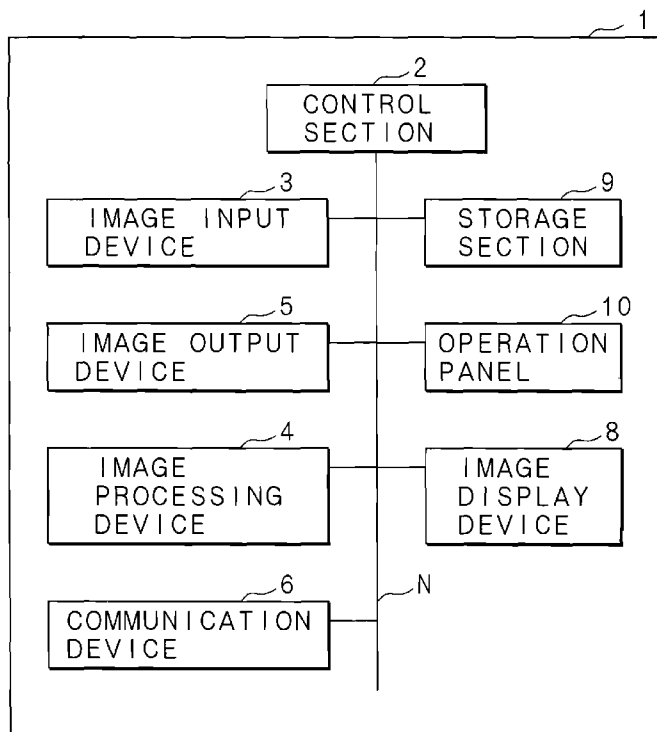 1
2
CONTROL
SECTION
3
IMAGE INPUT
DEVICE
9
STORAGE
SECTION
5
IMAGE OUTPUT
DEVICE
10
OPERATION
PANEL
4
IMAGE
PROCESSING
DEVICE
8
IMAGE
DISPLAY
DEVICE
6
COMMUNICATION
DEVICE
N